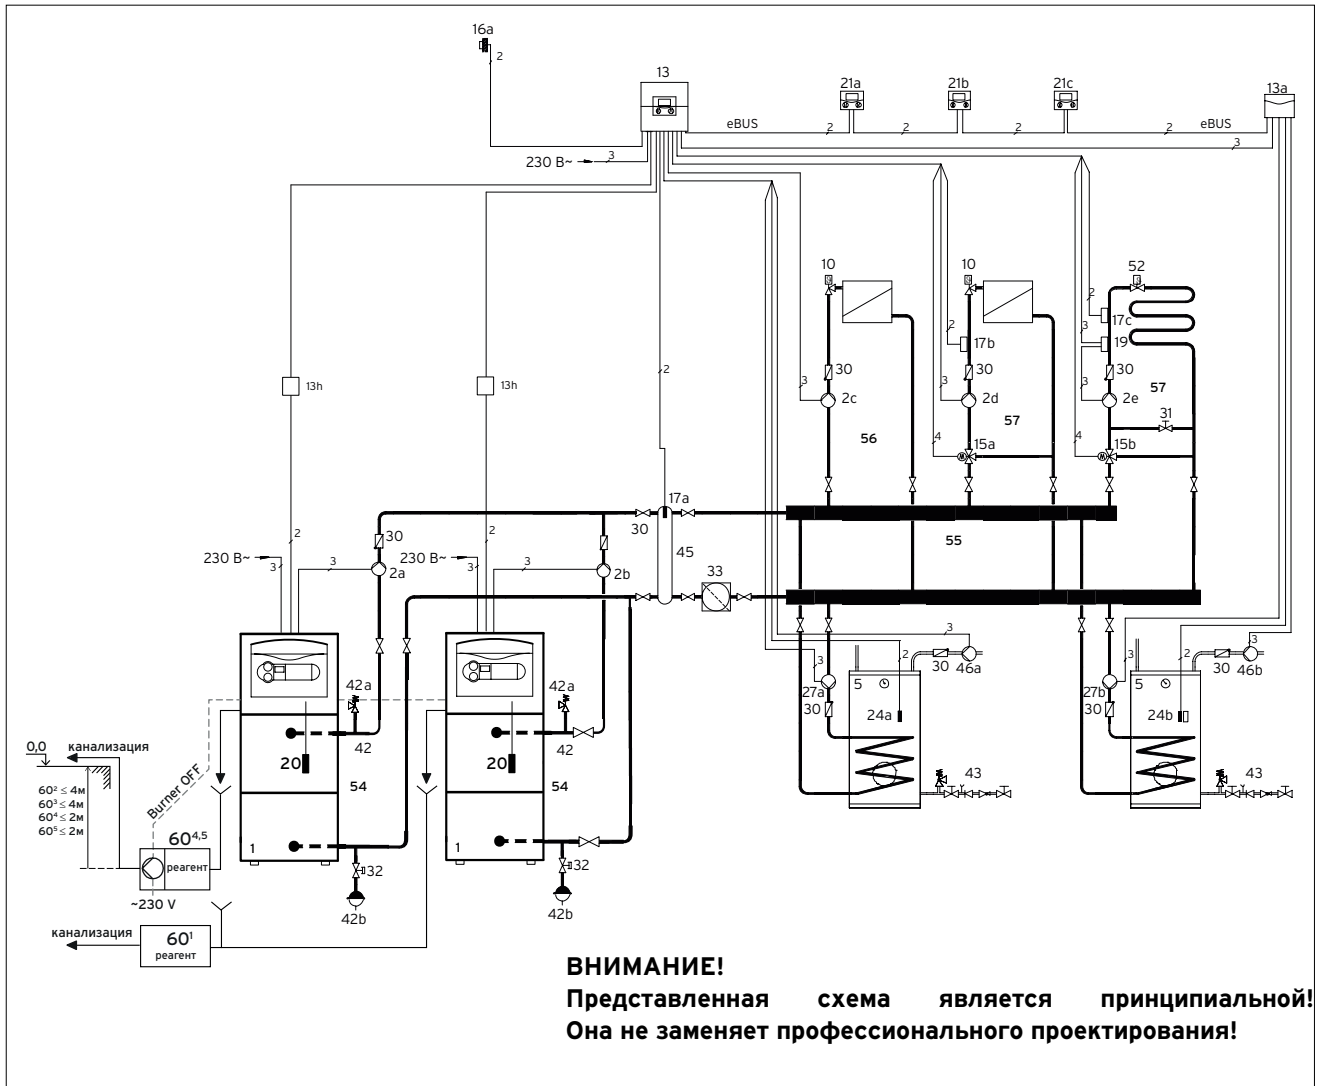 16a
2
13
21a
21b
21c
13a
eBUS
2
2
2
2
eBUS
3
230 В~
3
10
10
52
2
2
17c
3
19
17b
2
13h
13h
30
30
30
3
3
3
2c
2d
2e
57
57
31
56
4
15a
4
15b
17a
30
45
33
55
2
30
2
230 В~
3
3
2a
230 В~
3
3
2b
3
2
46a
30
3
5
27a
30
24a
43
3
2
3
46b
30
5
27b
30
24b
43
42a
42a
42
42
20
20
54
54
1
1
32
32
42b
42b
0,0
канализация
60² ≤ 4м
60³ ≤ 4м
60⁴ ≤ 2м
60⁵ ≤ 2м
Burner OFF
60⁴,⁵
реагент
~230 V
канализация
60¹
реагент
ВНИМАНИЕ!
Представленная схема является принципиальной!
Она не заменяет профессионального проектирования!